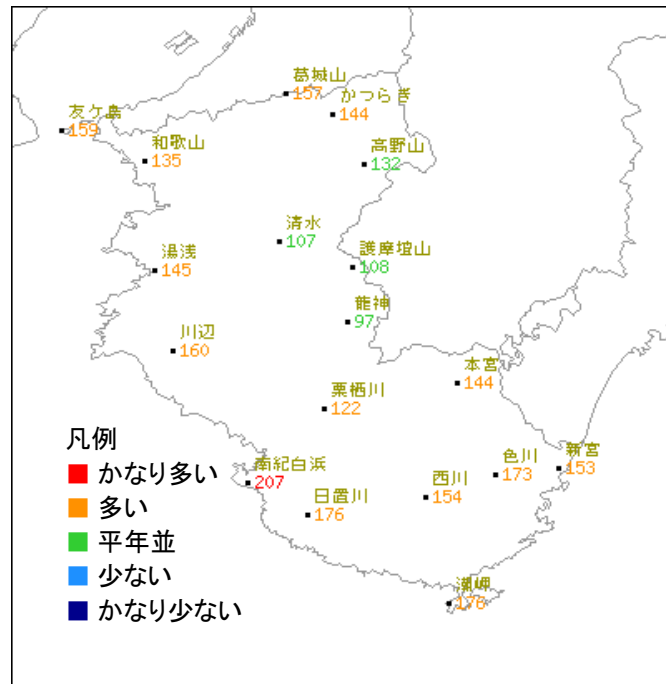 葛城山
157
かつらぎ
144
友ケ島
159
和歌山
135
高野山
132
清水
107
湯浅
145
護摩壇山
108
龍神
97
川辺
160
本宮
144
栗栖川
122
南紀白浜
207
日置川
176
西川
154
色川
173
新宮
153
潮岬
凡例
かなり多い
多い
平年並
少ない
かなり少ない